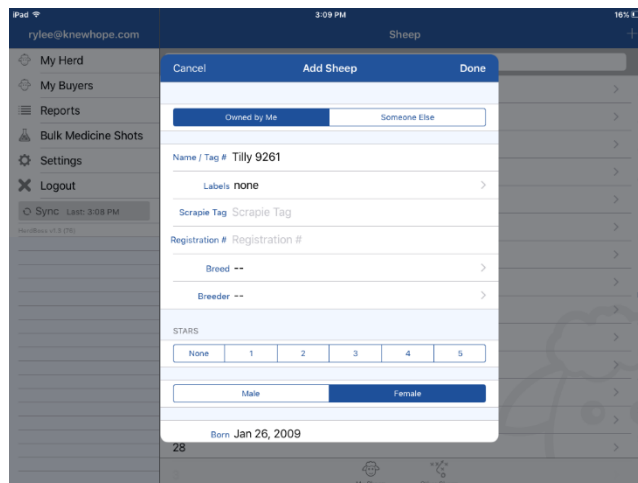 iPad 3:09 PM 16%
rylee@knewhope.com Sheep
My Herd
My Buyers
Reports
Bulk Medicine Shots
Settings
Logout
Sync Last: 3:08 PM
Cancel Add Sheep Done
Owned by Me Someone Else
Name / Tag # Tilly 9261
Labels none
Scrapie Tag Scrapie Tag
Registration # Registration #
Breed --
Breeder --
STARS
None 1 2 3 4 5
Male Female
Born Jan 26, 2009
28